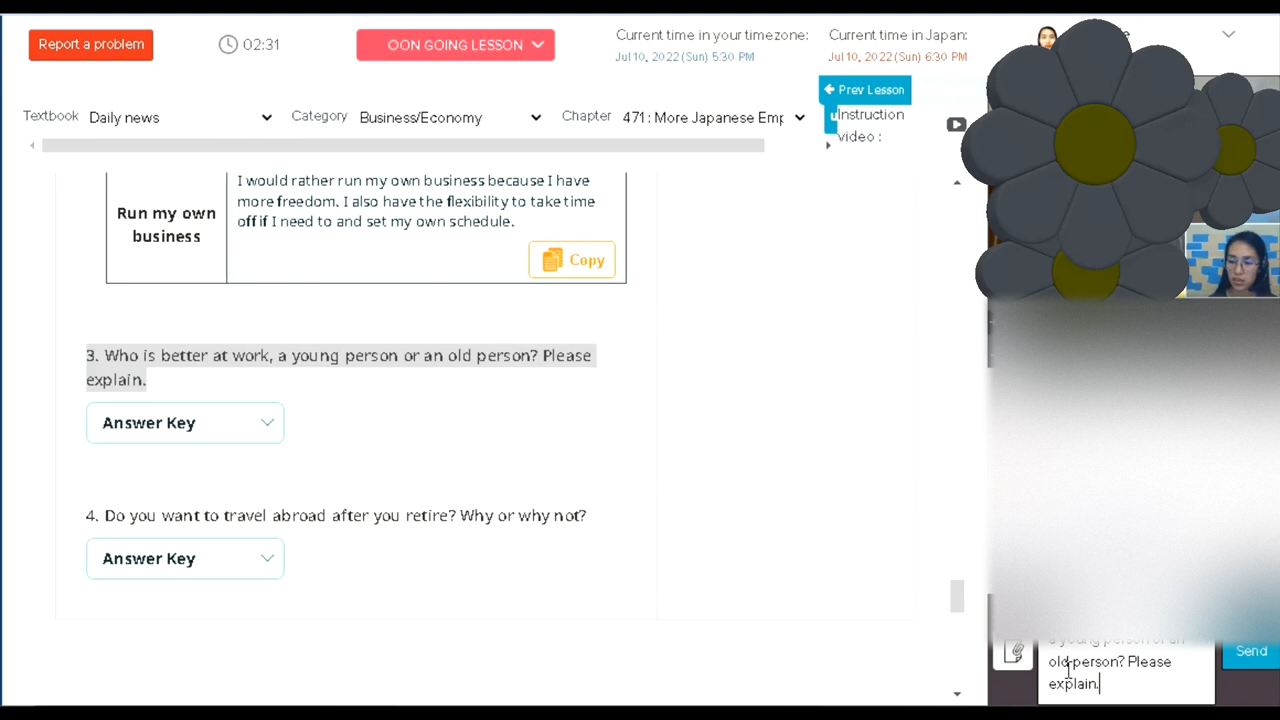 Report a problem
02:31
OON GOING LESSON
Current time in your timezone:
Jul 10, 2022 (Sun) 5:30 PM
Current time in Japan:
Jul 10, 2022 (Sun) 6:30 PM
Prev Lesson
Textbook Daily news
Category Business/Economy
Chapter 471: More Japanese Emp
Instruction
video :
Run my own
business
I would rather run my own business because I have
more freedom. I also have the flexibility to take time
off if I need to and set my own schedule.
Copy
3. Who is better at work, a young person or an old person? Please
explain.
Answer Key
4. Do you want to travel abroad after you retire? Why or why not?
Answer Key
a young person or an
old person? Please
explain.
Send